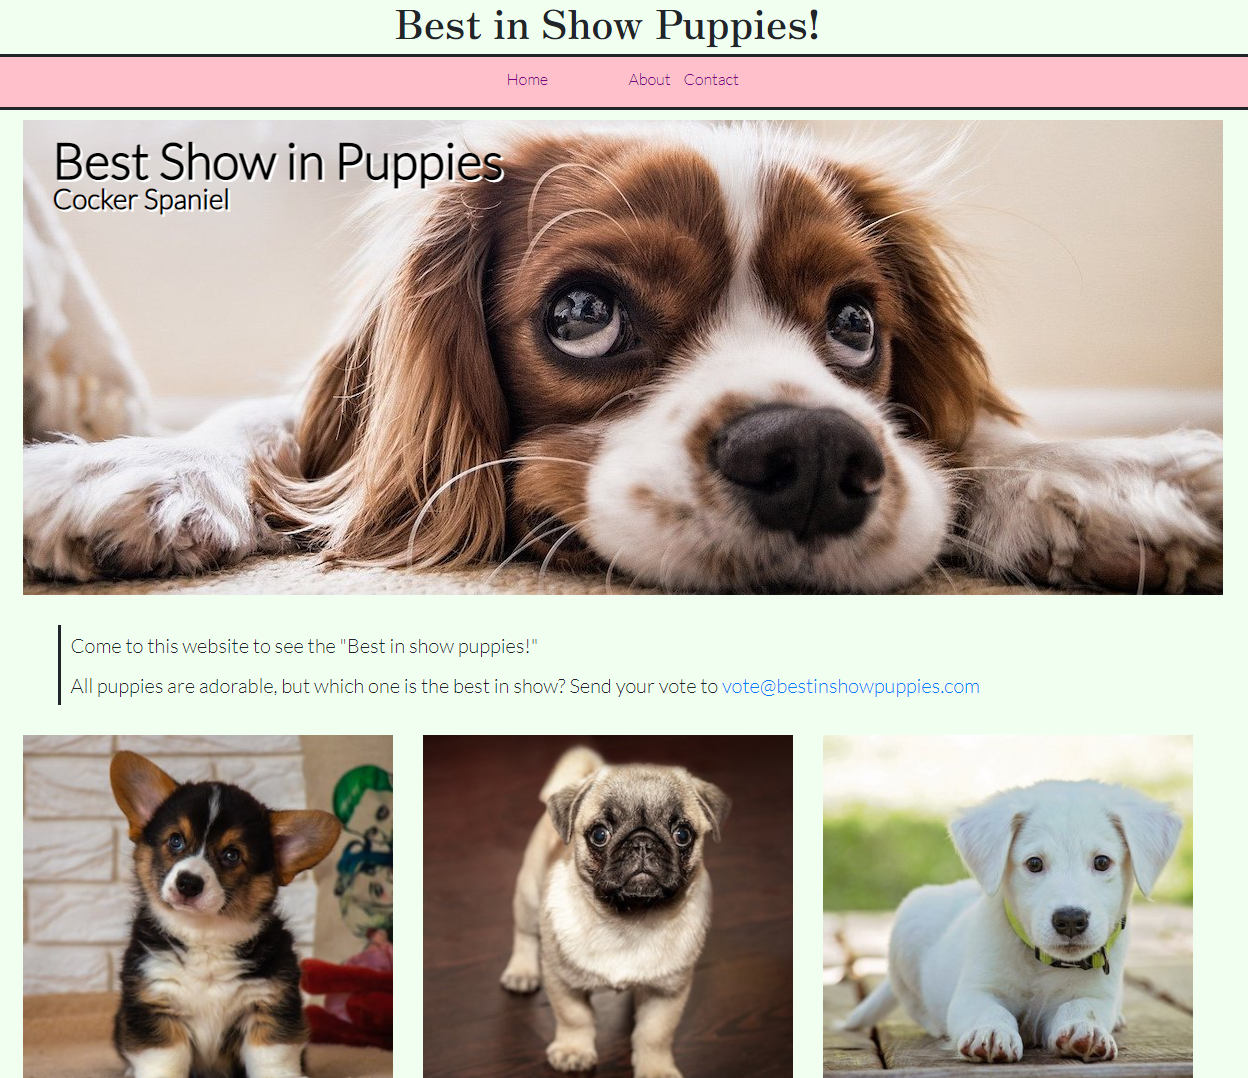 Best in Show Puppies!
Home About Contact
Best Show in Puppies
Cocker Spaniel
Come to this website to see the "Best in show puppies!"
All puppies are adorable, but which one is the best in show? Send your vote to vote@bestinshowpuppies.com